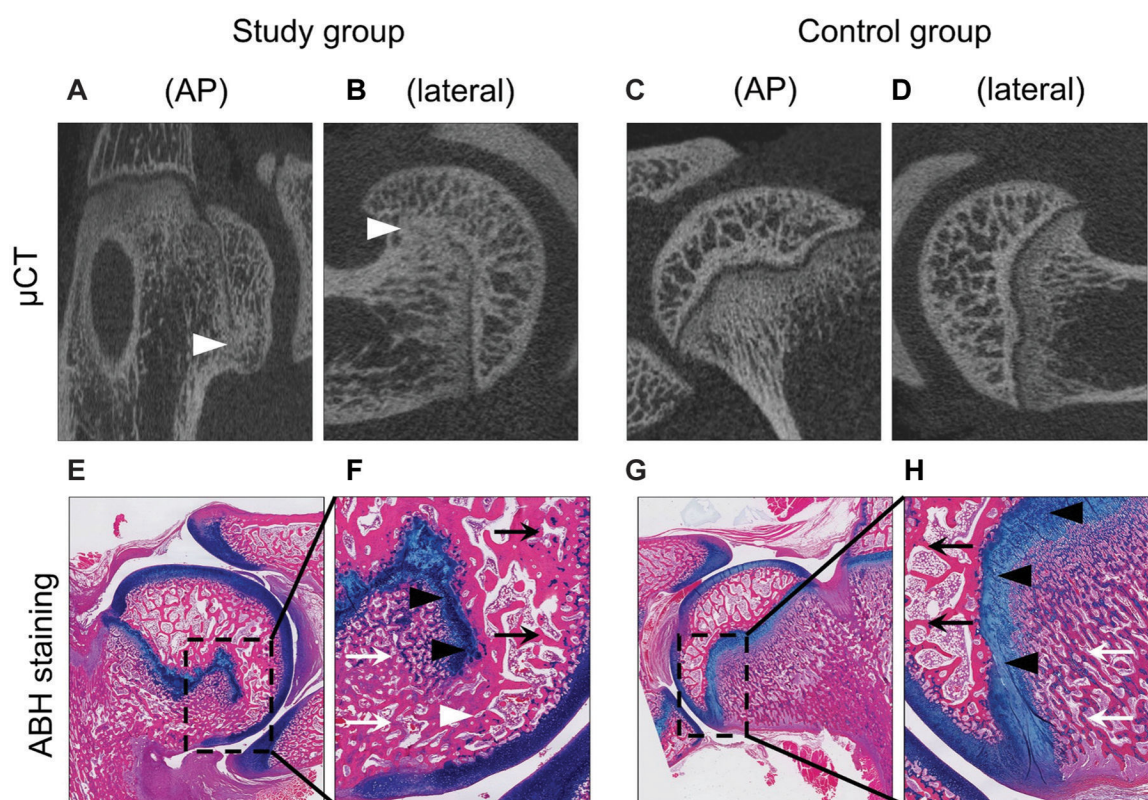 Study group
Control group
A (AP) B (lateral) C (AP) D (lateral)
μCT
E F G H
ABH staining